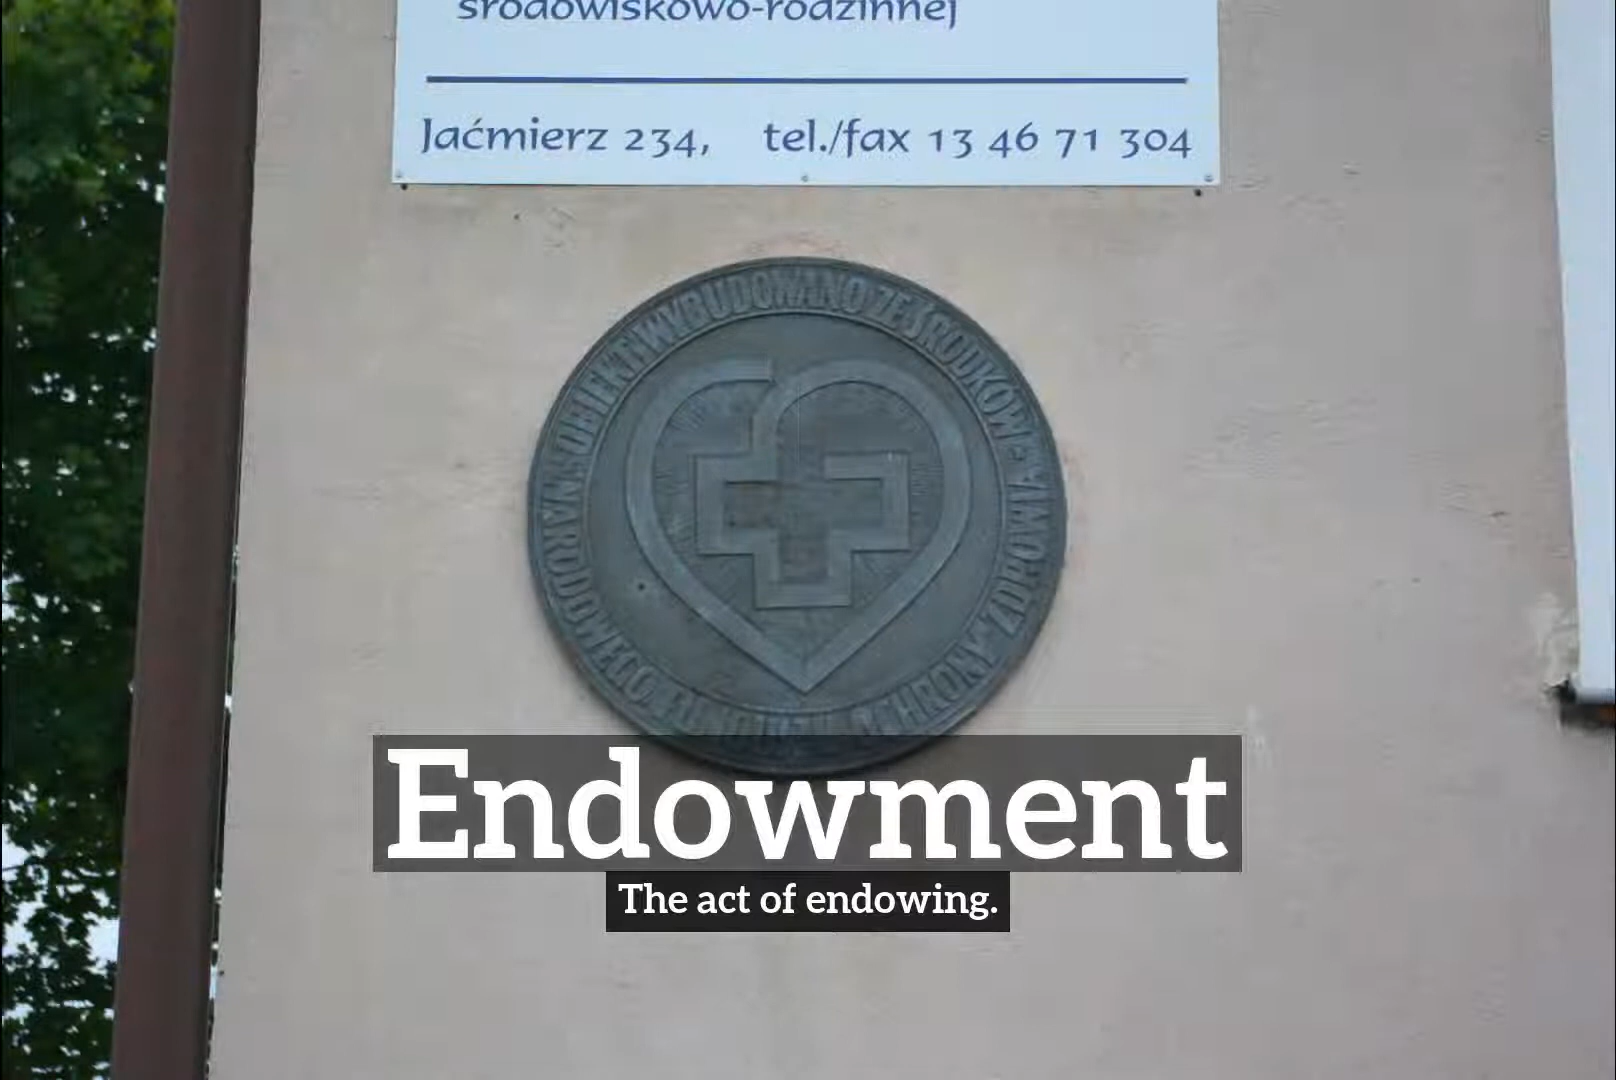 środowiskowo-rodzinnej
Jaćmierz 234, tel./fax 13 46 71 304
OBIEKT WYBUDOWANO ZE ŚRODKÓW
NARODOWEGO FUNDUSZU OCHRONY ZDROWIA
Endowment
The act of endowing.